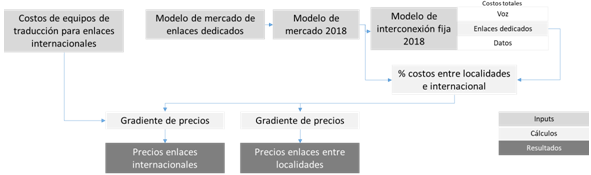 Costos totales
Costos de equipos de
traducción para enlaces
internacionales
Modelo de mercado de
enlaces dedicados
Modelo de
mercado 2018
Modelo de
interconexión fija
2018
Voz
Enlaces dedicados
Datos
% costos entre localidades
e internacional
Gradiente de precios
Gradiente de precios
Precios enlaces
internacionales
Precios enlaces entre
localidades
Inputs
Cálculos
Resultados